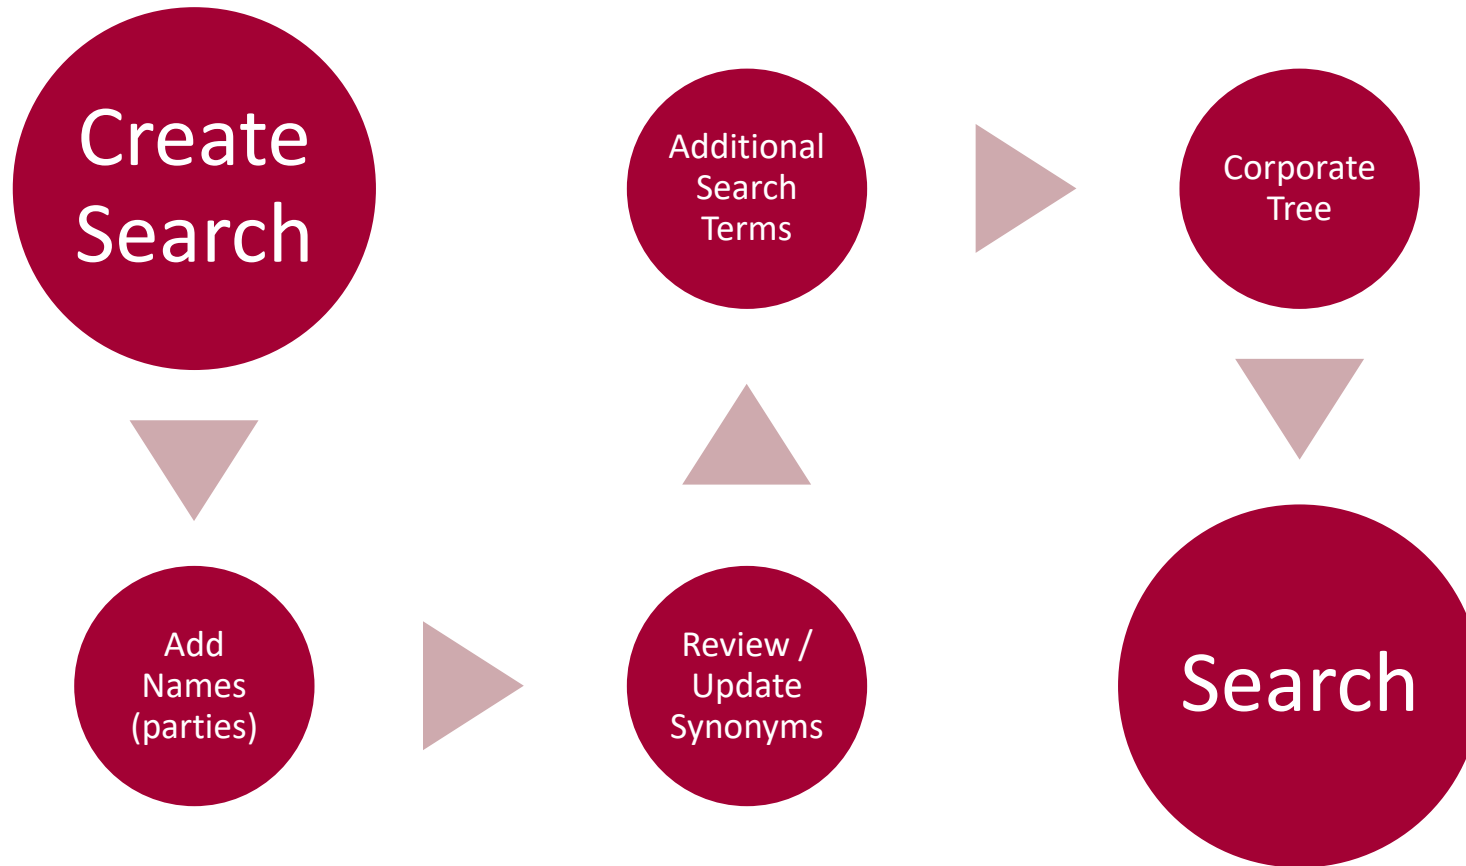 Create
Search
Add
Names
(parties)
Review /
Update
Synonyms
Additional
Search
Terms
Corporate
Tree
Search